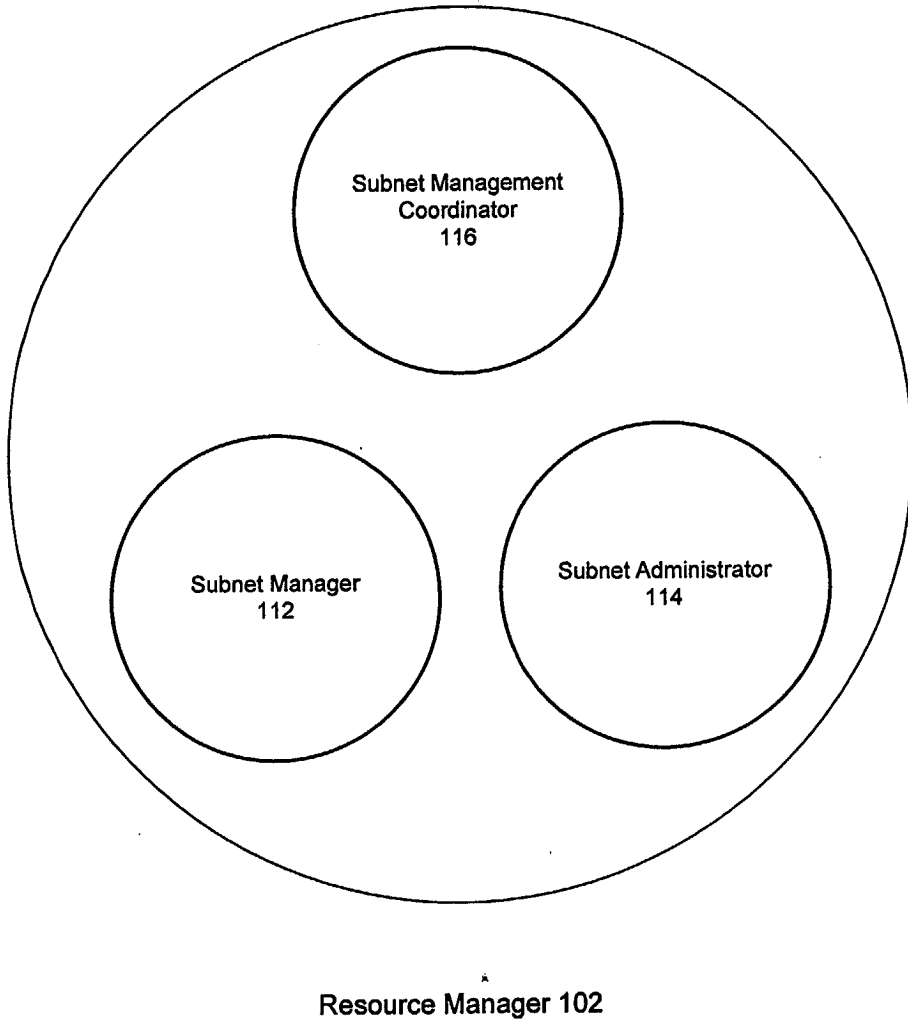 Subnet Management
Coordinator
116
Subnet Manager
112
Subnet Administrator
114
Resource Manager 102